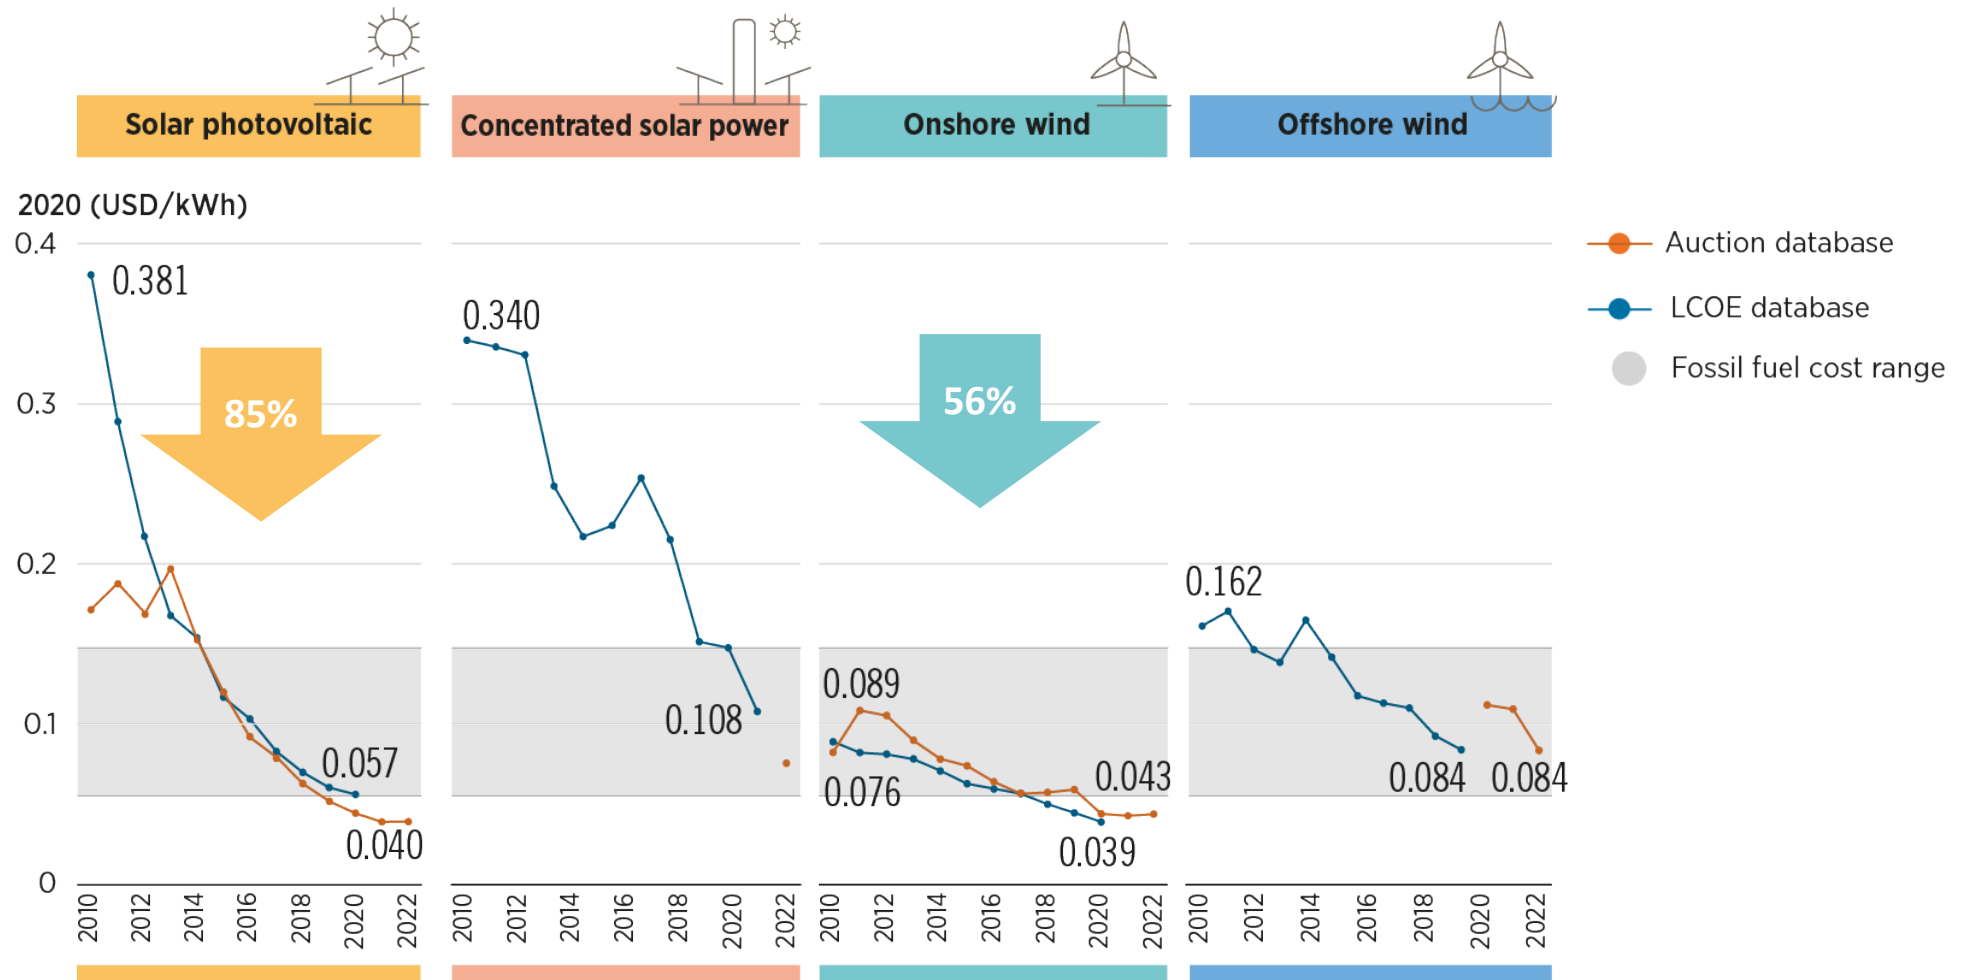 Solar photovoltaic
Concentrated solar power
Onshore wind
Offshore wind
2020 (USD/kWh)
0.4
0.3
0.2
0.1
0
0.381
85%
0.057
0.040
0.340
0.108
56%
0.089
0.076
0.043
0.039
0.162
0.084
0.084
Auction database
LCOE database
Fossil fuel cost range
2010 2012 2014 2016 2018 2020 2022
2010 2012 2014 2016 2018 2020 2022
2010 2012 2014 2016 2018 2020 2022
2010 2012 2014 2016 2018 2020 2022